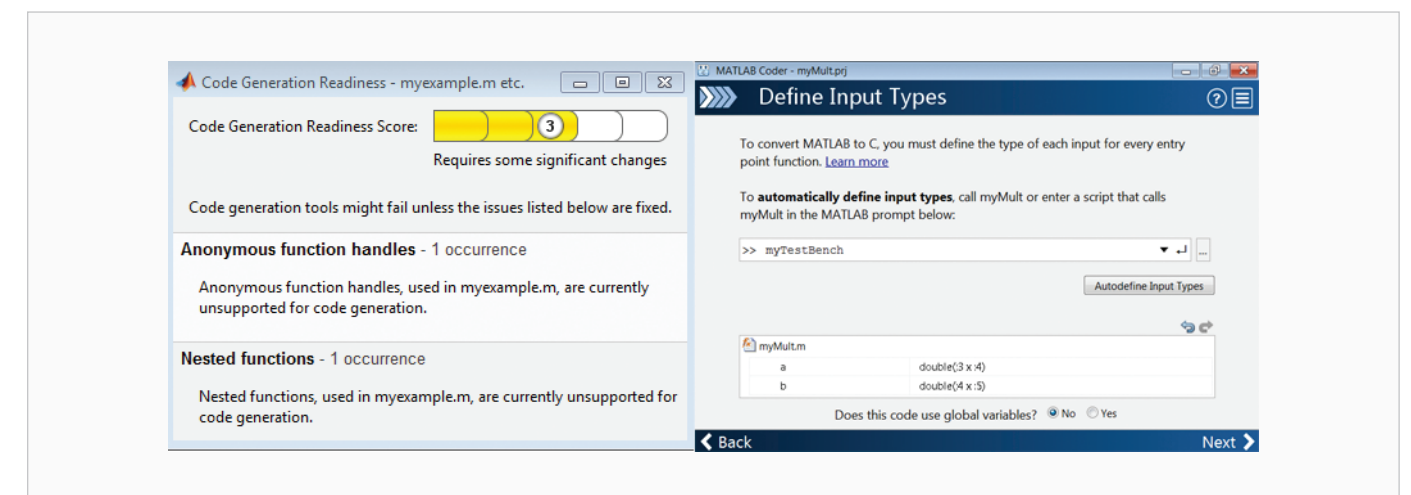 Code Generation Readiness - myexample.m etc.
Code Generation Readiness Score:
3
Requires some significant changes
Code generation tools might fail unless the issues listed below are fixed.
Anonymous function handles - 1 occurrence
Anonymous function handles, used in myexample.m, are currently
unsupported for code generation.
Nested functions - 1 occurrence
Nested functions, used in myexample.m, are currently unsupported for
code generation.
MATLAB Coder - myMult.prj
Define Input Types
To convert MATLAB to C, you must define the type of each input for every entry
point function. Learn more
To automatically define input types, call myMult or enter a script that calls
myMult in the MATLAB prompt below:
>> myTestBench
...
Autodefine Input Types
myMult.m
a double(:3 x :4)
b double(:4 x :5)
Does this code use global variables? No Yes
Back Next